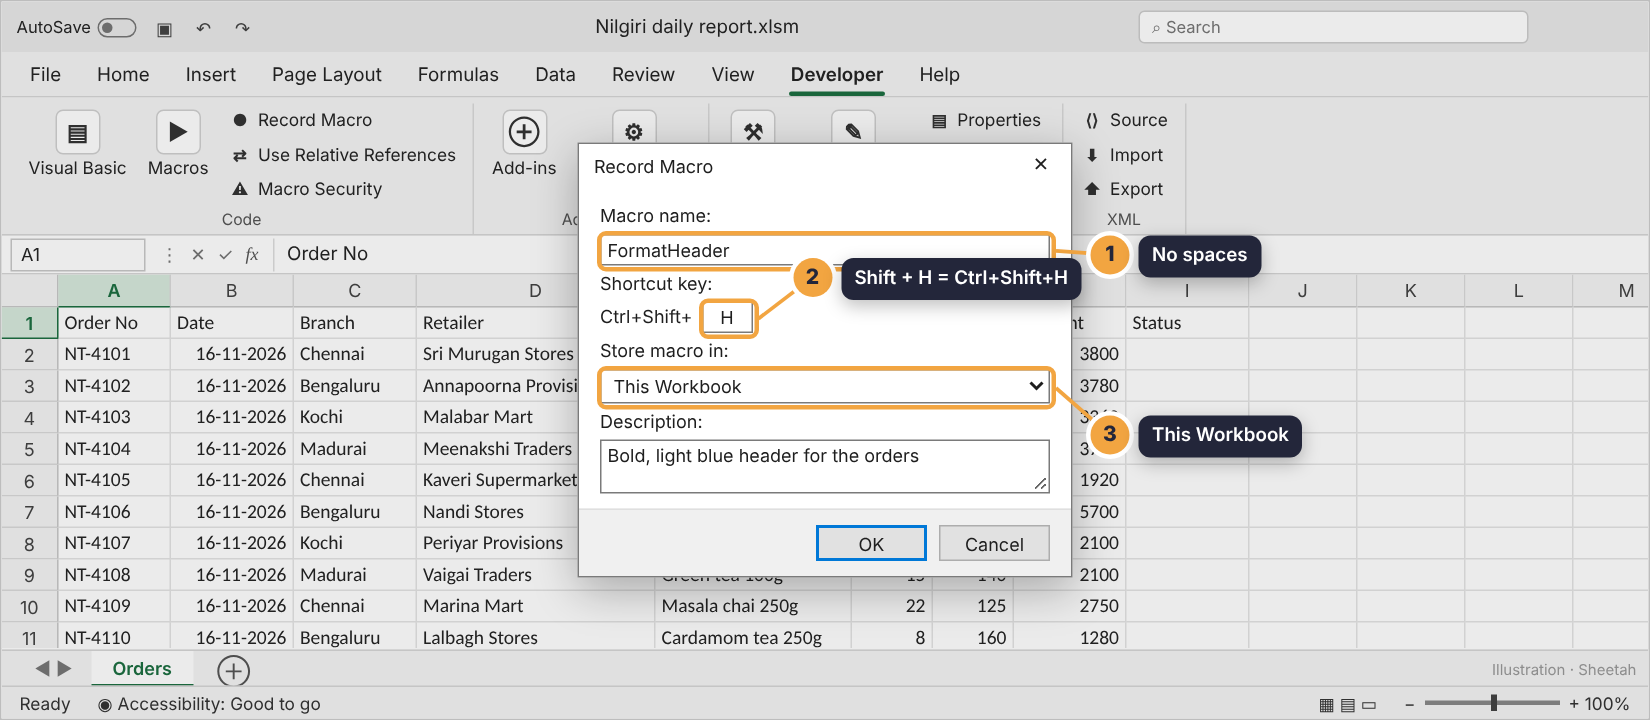 AutoSave
Nilgiri daily report.xlsm
Search
File Home Insert Page Layout Formulas Data Review View Developer Help
Visual Basic
Macros
Record Macro
Use Relative References
Macro Security
Code
Add-ins
Properties
Source
Import
Export
XML
A1
fx
Order No
Record Macro
Macro name:
FormatHeader
1 No spaces
Shortcut key:
2 Shift + H = Ctrl+Shift+H
Ctrl+Shift+ H
Store macro in:
This Workbook
3 This Workbook
Description:
Bold, light blue header for the orders
OK Cancel
A B C D I J K L M
1 Order No Date Branch Retailer Status
2 NT-4101 16-11-2026 Chennai Sri Murugan Stores 3800
3 NT-4102 16-11-2026 Bengaluru Annapoorna 3780
4 NT-4103 16-11-2026 Kochi Malabar Mart
5 NT-4104 16-11-2026 Madurai Meenakshi Traders
6 NT-4105 16-11-2026 Chennai Kaveri Supermarket 1920
7 NT-4106 16-11-2026 Bengaluru Nandi Stores 5700
8 NT-4107 16-11-2026 Kochi Periyar Provisions 2100
9 NT-4108 16-11-2026 Madurai Vaigai Traders 2100
10 NT-4109 16-11-2026 Chennai Marina Mart Masala chai 250g 22 125 2750
11 NT-4110 16-11-2026 Bengaluru Lalbagh Stores Cardamom tea 250g 8 160 1280
Orders
Illustration · Sheetah
Ready Accessibility: Good to go
− + 100%